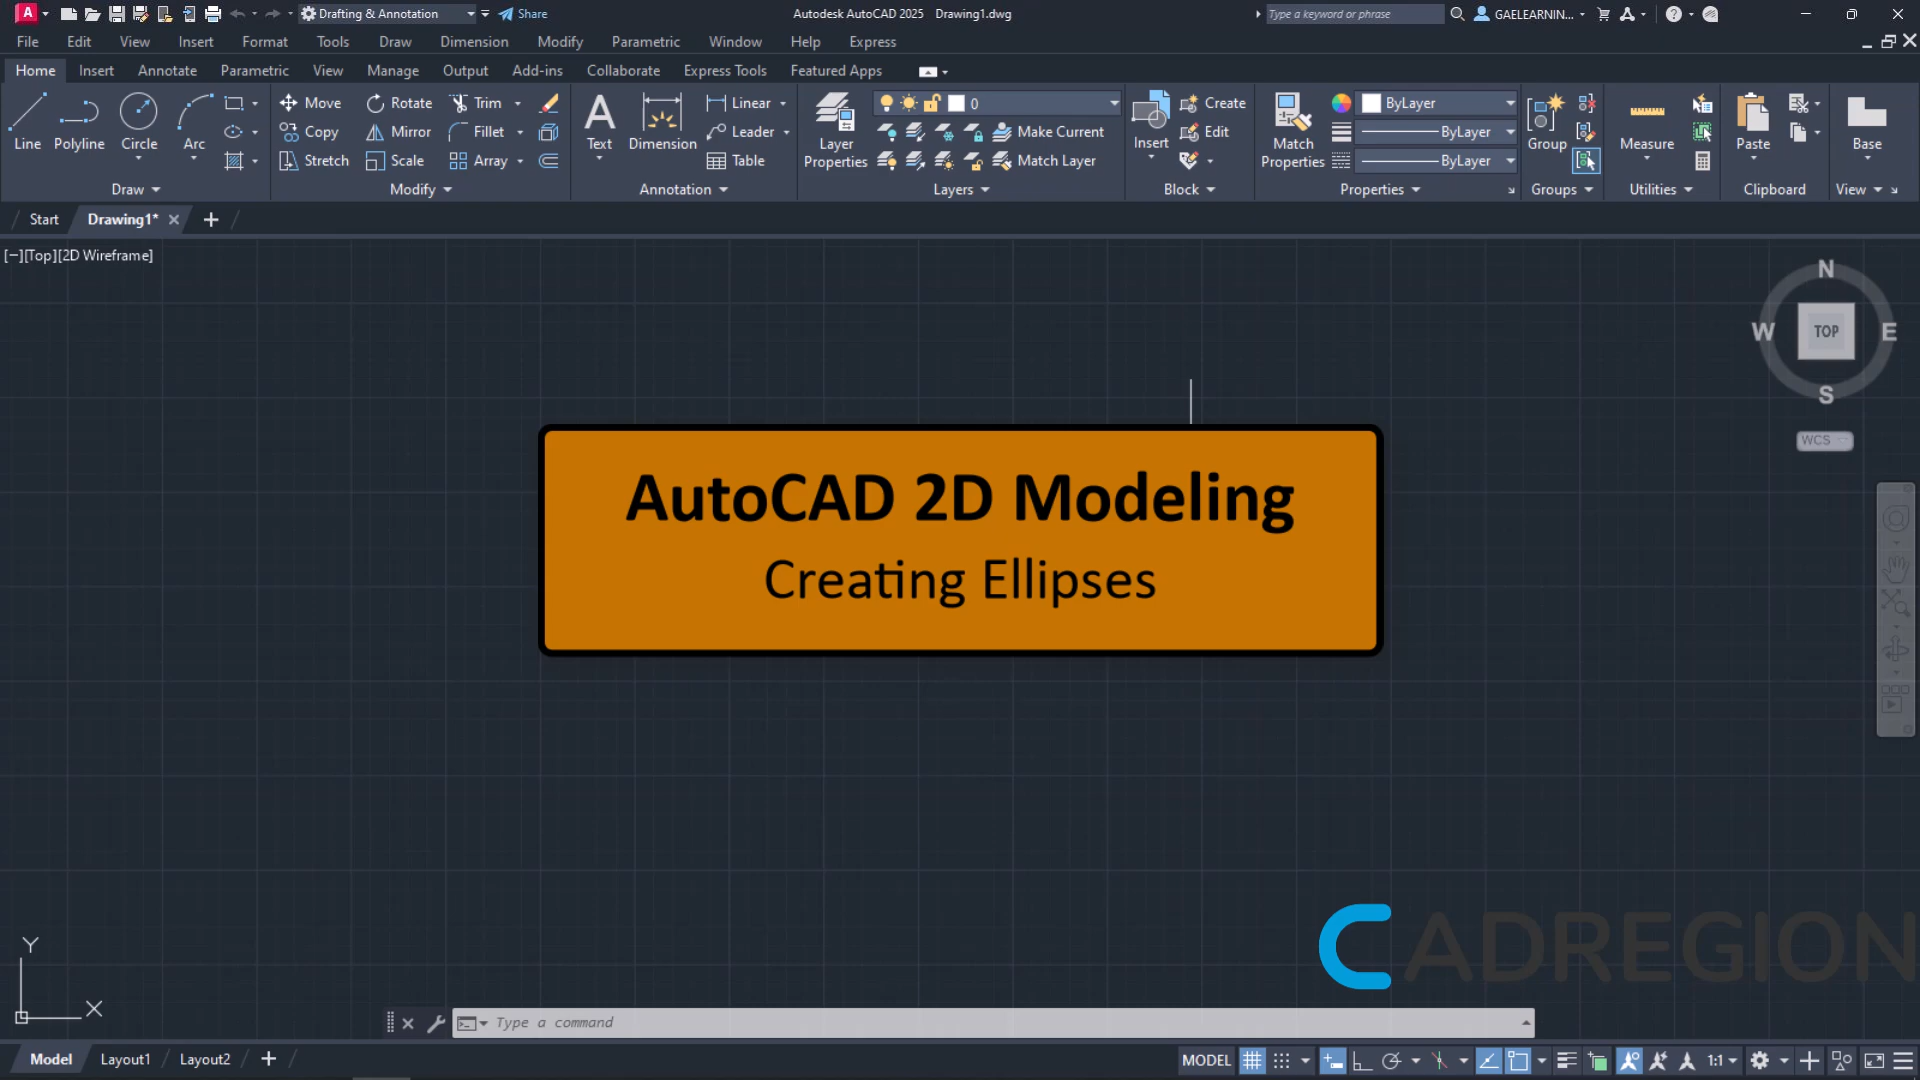 Drafting & Annotation
Share
Autodesk AutoCAD 2025 Drawing1.dwg
Type a keyword or phrase
GAELEARNIN...
File Edit View Insert Format Tools Draw Dimension Modify Parametric Window Help Express
Home Insert Annotate Parametric View Manage Output Add-ins Collaborate Express Tools Featured Apps
Line
Polyline
Circle
Arc
Draw
Move
Rotate
Trim
Copy
Mirror
Fillet
Stretch
Scale
Array
Modify
Text
Dimension
Linear
Leader
Table
Annotation
Layer
Properties
0
Make Current
Match Layer
Layers
Insert
Create
Edit
Block
Match
Properties
ByLayer
ByLayer
ByLayer
Properties
Group
Groups
Measure
Utilities
Paste
Clipboard
Base
View
Start
Drawing1*
[−][Top][2D Wireframe]
N
W
TOP
E
S
WCS
AutoCAD 2D Modeling
Creating Ellipses
CADREGION
Y
X
Type a command
Model
Layout1
Layout2
MODEL
1:1